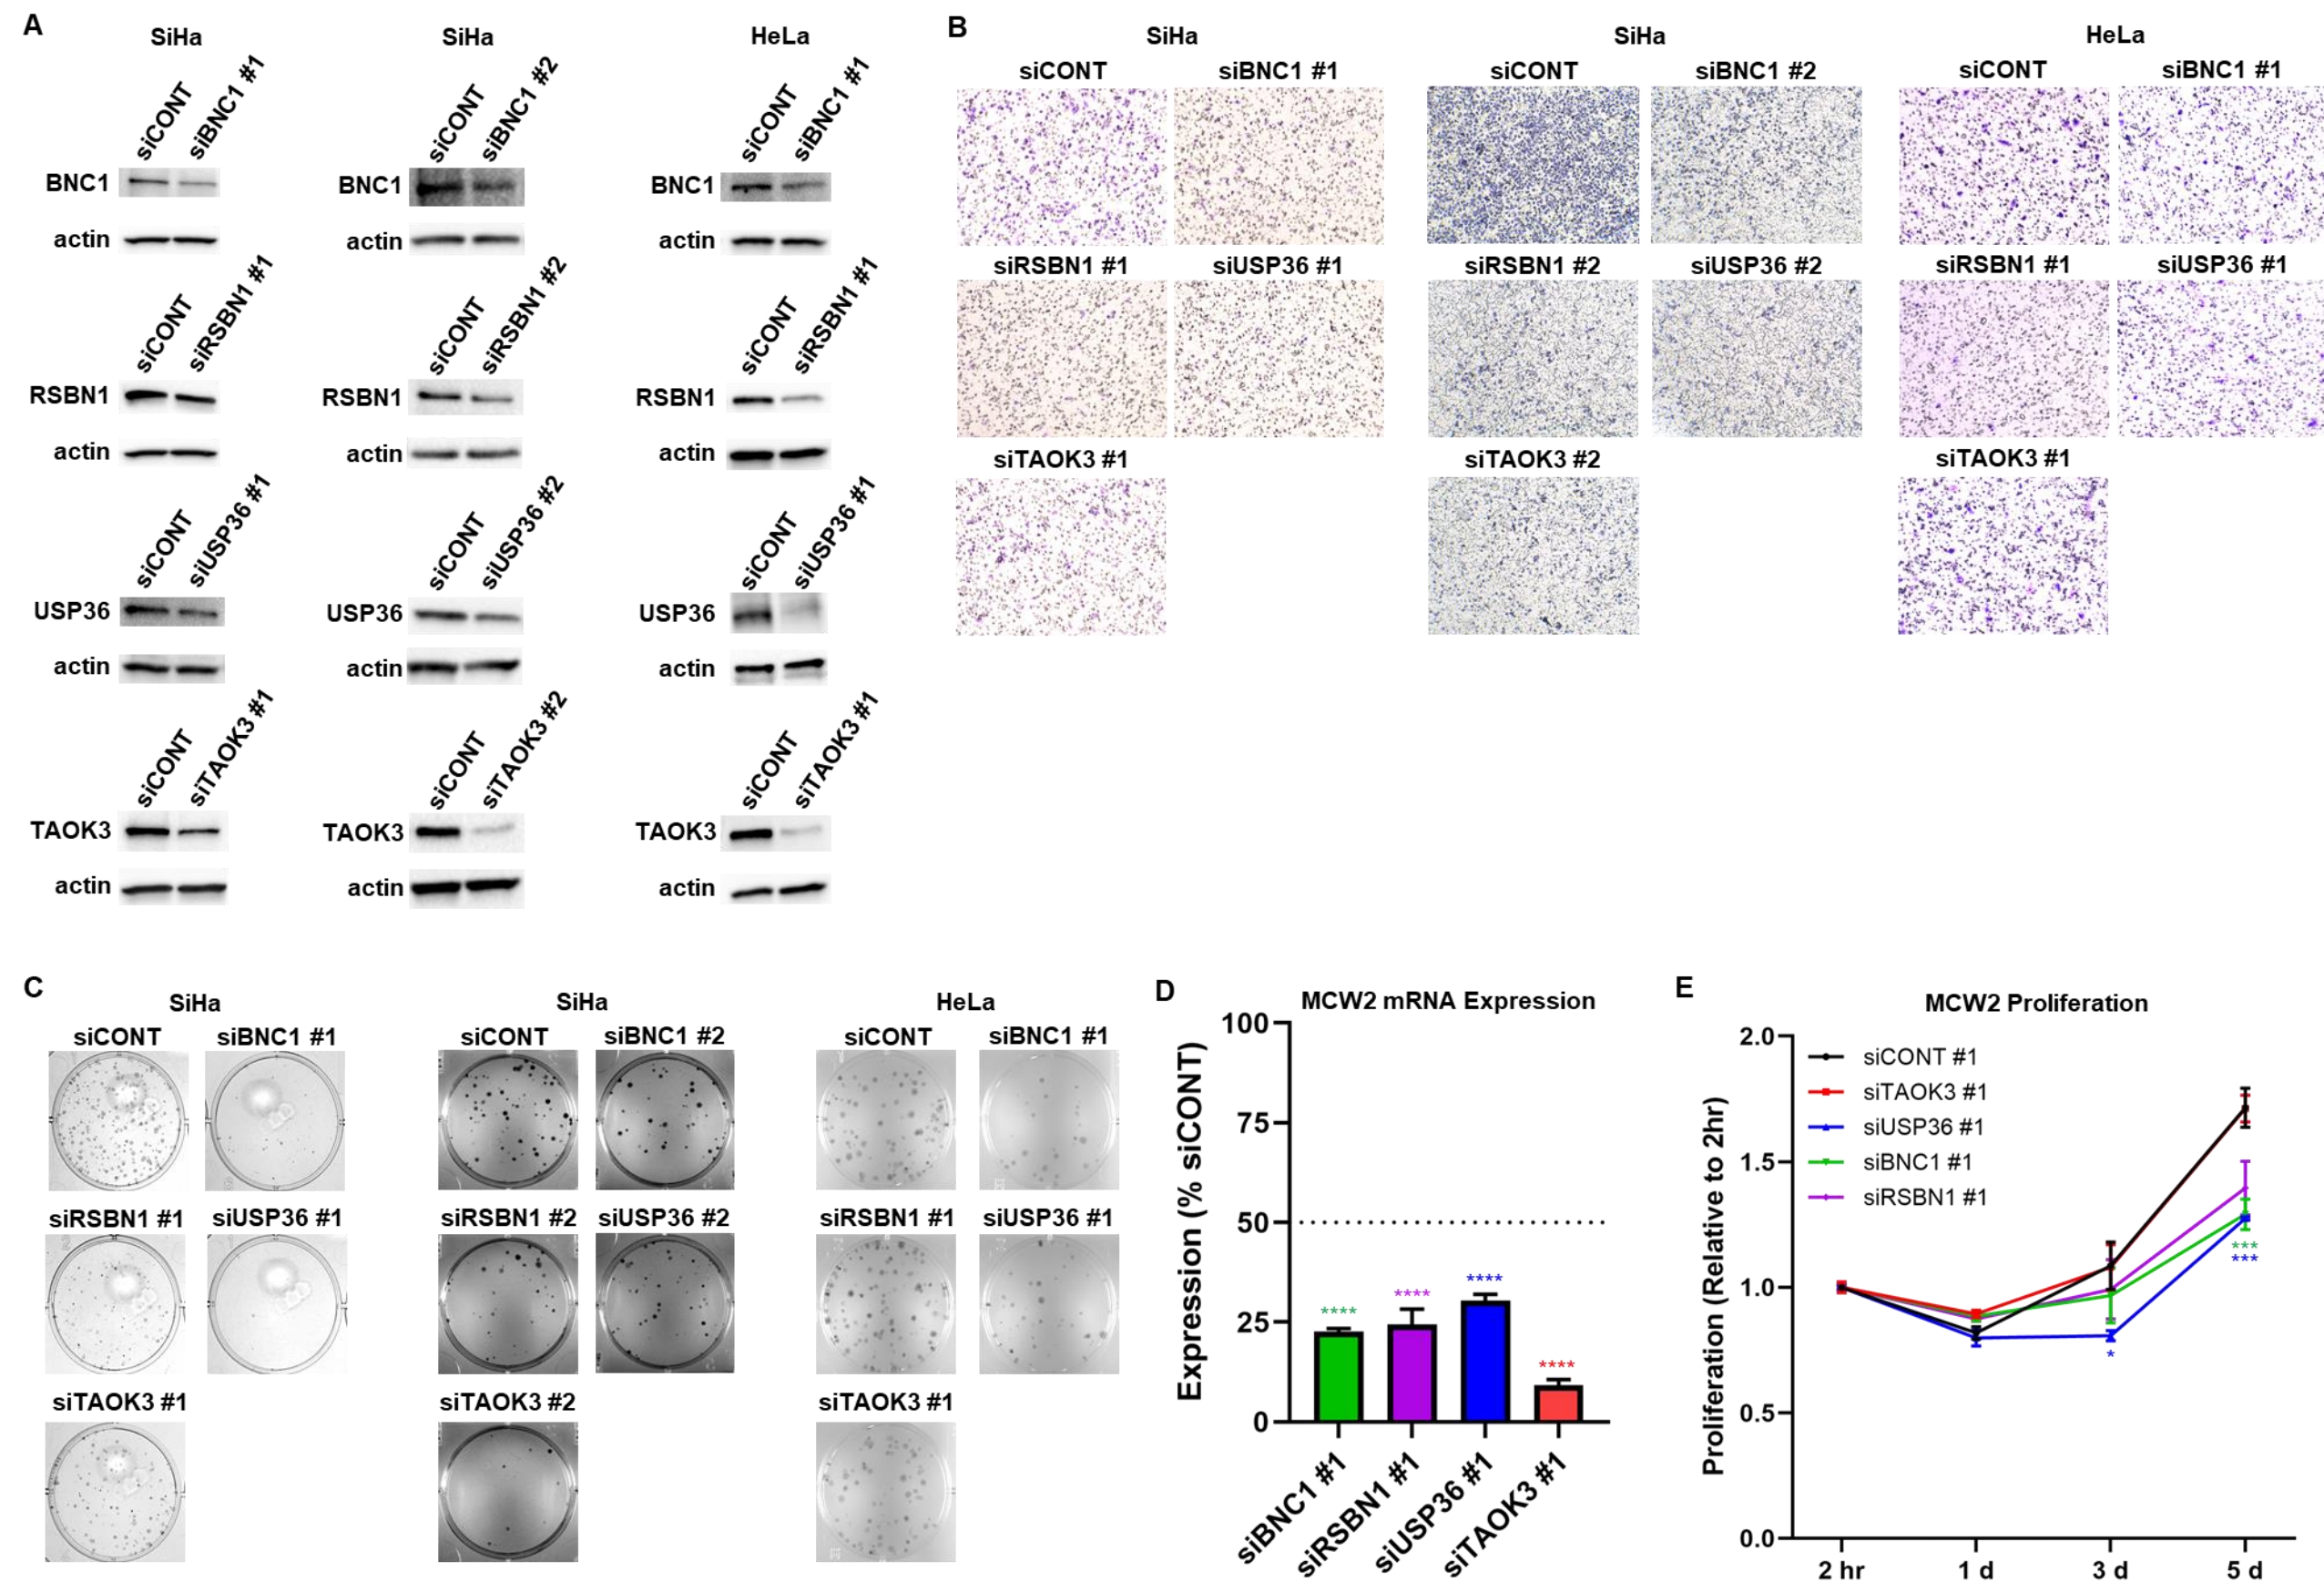 A
SiHa
SiHa
HeLa
siCONT
siBNC1 #1
siCONT
siBNC1 #2
siCONT
siBNC1 #1
BNC1
BNC1
BNC1
actin
actin
actin
siCONT
siRSBN1 #1
siCONT
siRSBN1 #2
siCONT
siRSBN1 #1
RSBN1
RSBN1
RSBN1
actin
actin
actin
siCONT
siUSP36 #1
siCONT
siUSP36 #2
siCONT
siUSP36 #1
USP36
USP36
USP36
actin
actin
actin
siCONT
siTAOK3 #1
siCONT
siTAOK3 #2
siCONT
siTAOK3 #1
TAOK3
TAOK3
TAOK3
actin
actin
actin
B
SiHa
SiHa
HeLa
siCONT
siBNC1 #1
siCONT
siBNC1 #2
siCONT
siBNC1 #1
siRSBN1 #1
siUSP36 #1
siRSBN1 #2
siUSP36 #2
siRSBN1 #1
siUSP36 #1
siTAOK3 #1
siTAOK3 #2
siTAOK3 #1
C
SiHa
SiHa
HeLa
siCONT
siBNC1 #1
siCONT
siBNC1 #2
siCONT
siBNC1 #1
siRSBN1 #1
siUSP36 #1
siRSBN1 #2
siUSP36 #2
siRSBN1 #1
siUSP36 #1
siTAOK3 #1
siTAOK3 #2
siTAOK3 #1
D
MCW2 mRNA Expression
Expression (% siCONT)
100
75
50
25
0
****
****
****
****
siBNC1 #1
siRSBN1 #1
siUSP36 #1
siTAOK3 #1
E
MCW2 Proliferation
Proliferation (Relative to 2hr)
2.0
1.5
1.0
0.5
0.0
siCONT #1
siTAOK3 #1
siUSP36 #1
siBNC1 #1
siRSBN1 #1
*
***
***
2 hr
1 d
3 d
5 d